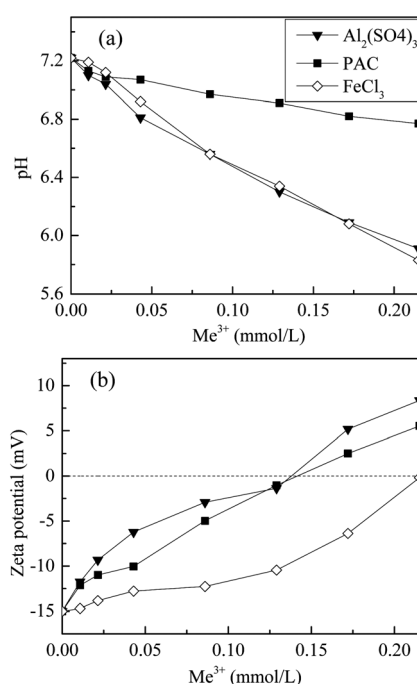 (a)
Al₂(SO4)₃
PAC
FeCl₃
7.2
6.8
6.4
6.0
5.6
pH
0.00 0.05 0.10 0.15 0.20
Me³⁺ (mmol/L)
(b)
10
5
0
-5
-10
-15
Zeta potential (mV)
0.00 0.05 0.10 0.15 0.20
Me³⁺ (mmol/L)